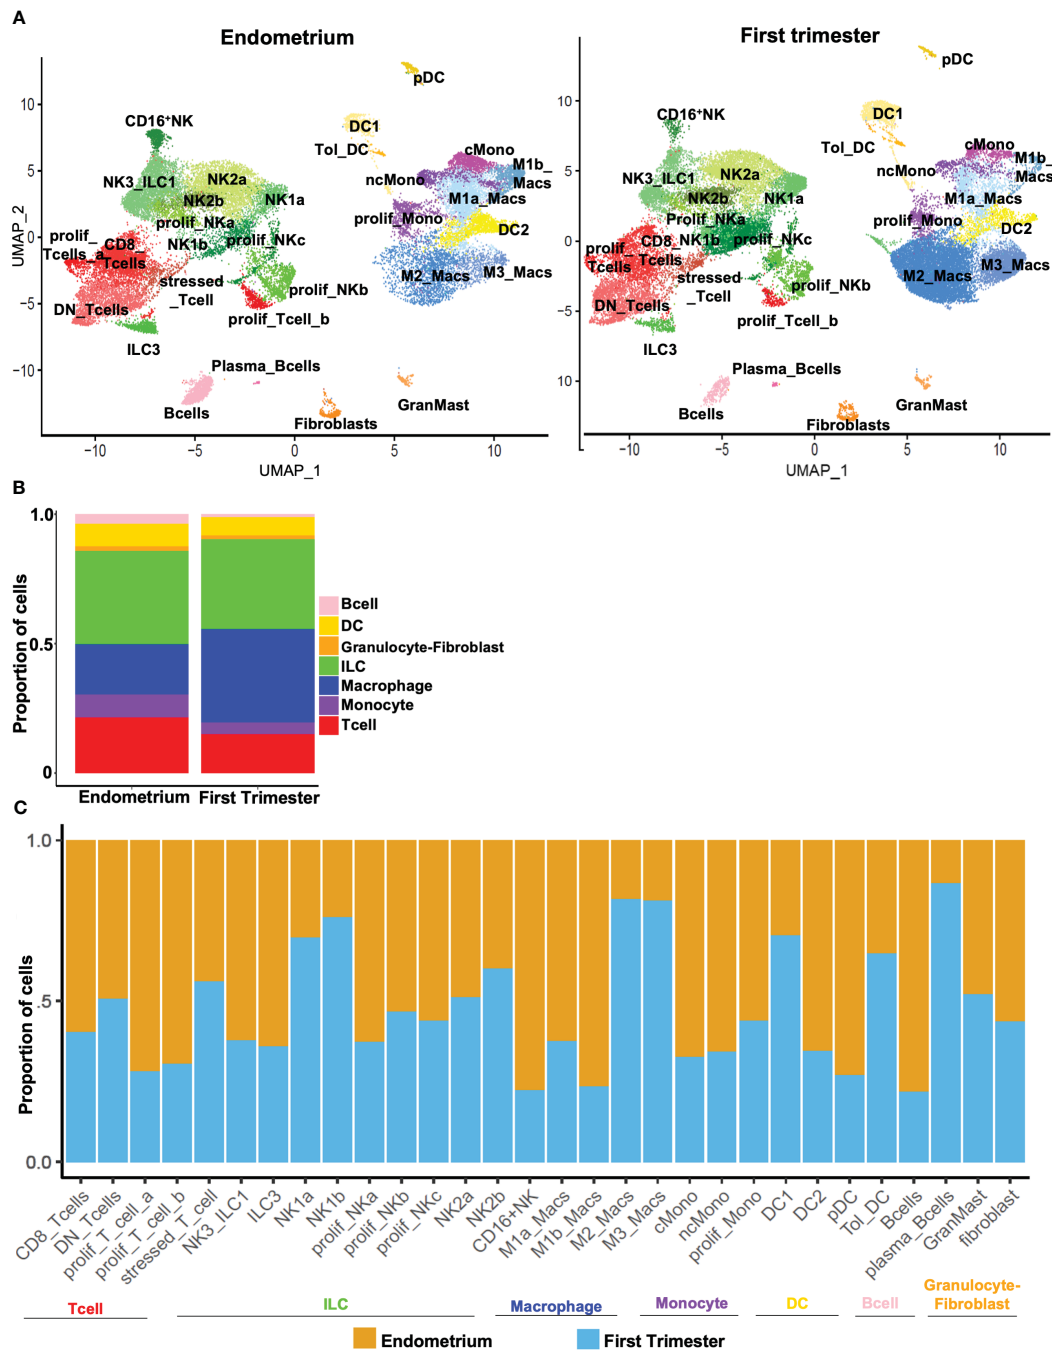 A
Endometrium
First trimester
pDC
CD16+NK
DC1
Tol_DC
cMono
M1b_
Macs
ncMono
NK3_ILC1
NK2a
NK2b
NK1a
M1a_Macs
prolif_Mono
prolif_NKa
DC2
prolif_
Tcells_a
CD8_
Tcells
NK1b
prolif_NKc
M2_Macs
M3_Macs
stressed
_Tcell
prolif_NKb
DN_Tcells
prolif_Tcell_b
ILC3
Plasma_Bcells
Bcells
GranMast
Fibroblasts
10
5
0
−5
−10
UMAP_2
−10
−5
0
5
10
UMAP_1
pDC
CD16+NK
DC1
Tol_DC
cMono
M1b_
Macs
ncMono
NK3_ILC1
NK2a
NK2b
NK1a
M1a_Macs
prolif_Mono
Prolif_NKa
DC2
prolif_
Tcells
CD8_
Tcells
NK1b
prolif_NKc
M2_Macs
M3_Macs
stressed
_Tcell
prolif_NKb
DN_Tcells
prolif_Tcell_b
ILC3
Plasma_Bcells
Bcells
GranMast
Fibroblasts
10
5
0
−5
10
−10
−5
0
5
10
UMAP_1
B
Proportion of cells
1.0
0.5
0
Endometrium
First Trimester
Bcell
DC
Granulocyte-Fibroblast
ILC
Macrophage
Monocyte
Tcell
C
Proportion of cells
1.0
.5
0.0
CD8_Tcells
DN_Tcells
prolif_T_cell_a
prolif_T_cell_b
stressed_T_cell
NK3_ILC1
ILC3
NK1a
NK1b
prolif_NKa
prolif_NKb
prolif_NKc
NK2a
NK2b
CD16+NK
M1a_Macs
M1b_Macs
M2_Macs
M3_Macs
cMono
ncMono
prolif_Mono
DC1
DC2
pDC
Tol_DC
Bcells
plasma_Bcells
GranMast
fibroblast
Tcell
ILC
Macrophage
Monocyte
DC
Bcell
Granulocyte-
Fibroblast
Endometrium
First Trimester